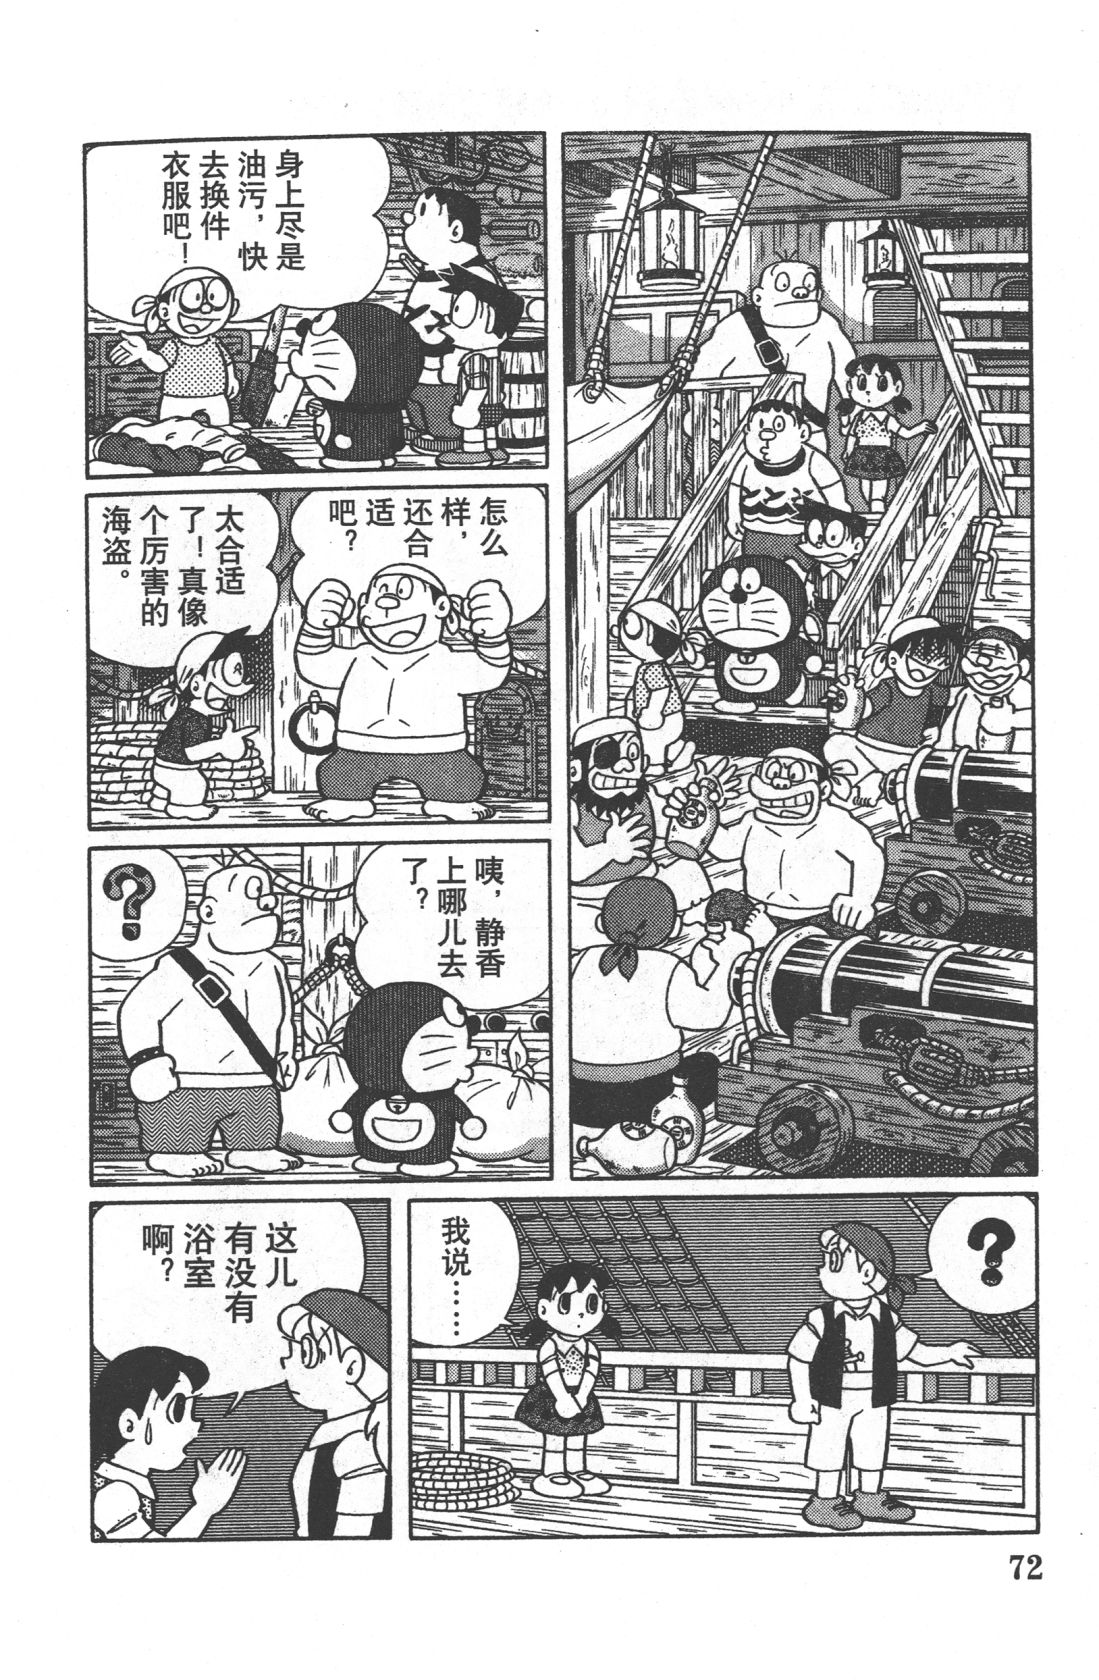 身上尽是
油污，快
去换件
衣服吧！
怎么
样，
还合
适
吧？
太合适
了！真像
个厉害的
海盗。
咦，静香
上哪儿去
了？
？
？
我说……
这儿
有没有
浴室
啊？
72